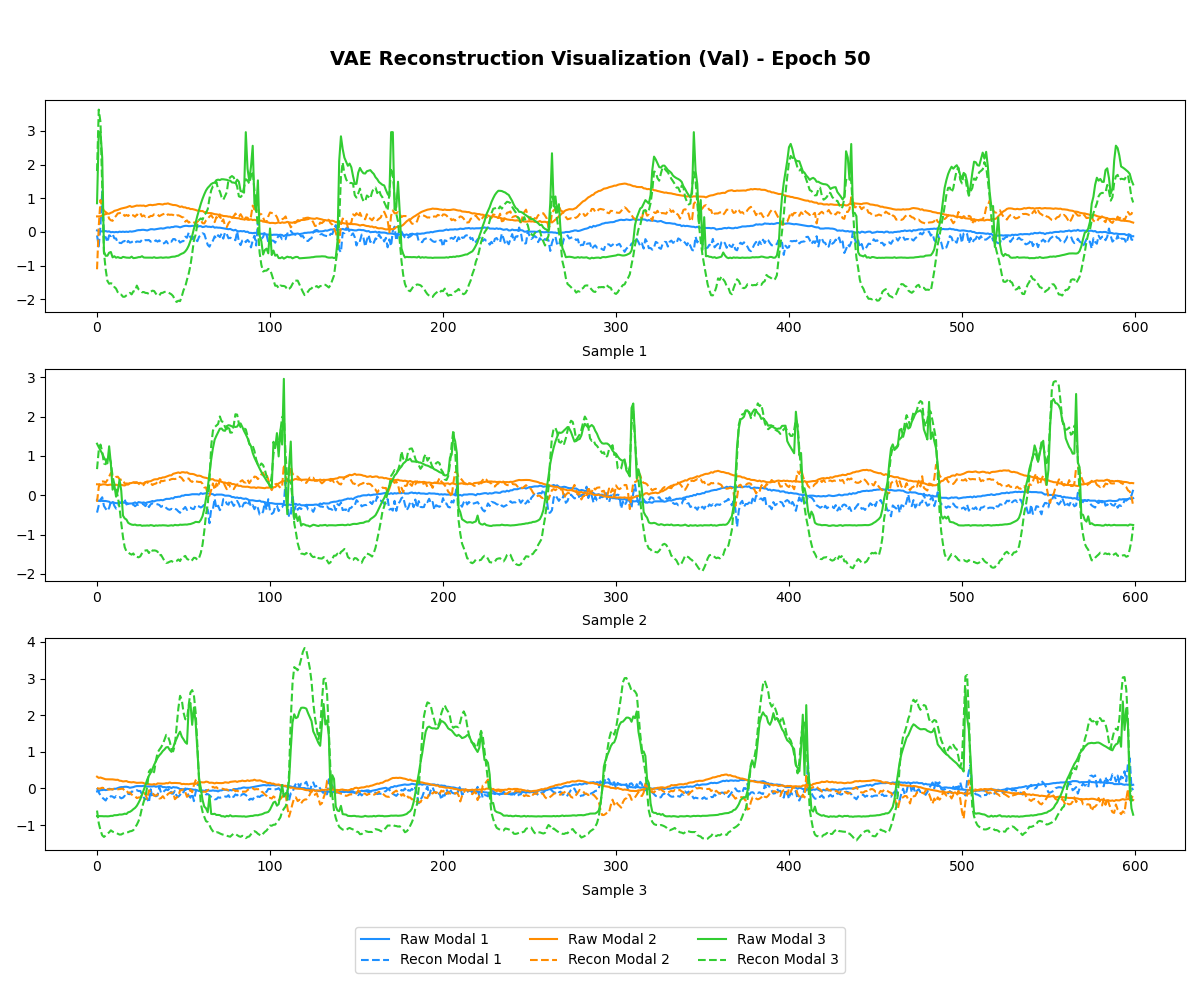 VAE Reconstruction Visualization (Val) - Epoch 50
3
2
1
0
−1
−2
0 100 200 300 400 500 600
Sample 1
3
2
1
0
−1
−2
0 100 200 300 400 500 600
Sample 2
4
3
2
1
0
−1
0 100 200 300 400 500 600
Sample 3
Raw Modal 1 Raw Modal 2 Raw Modal 3
Recon Modal 1 Recon Modal 2 Recon Modal 3